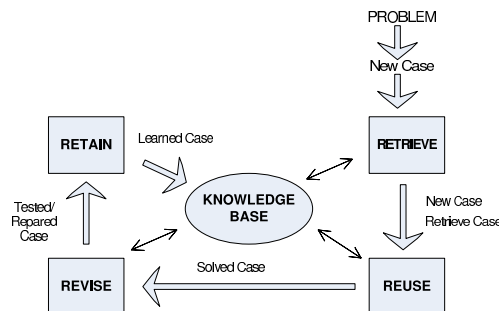 PROBLEM
New Case
RETAIN
Learned Case
RETRIEVE
KNOWLEDGE
BASE
Tested/
Repared
Case
New Case
Retrieve Case
REVISE
Solved Case
REUSE